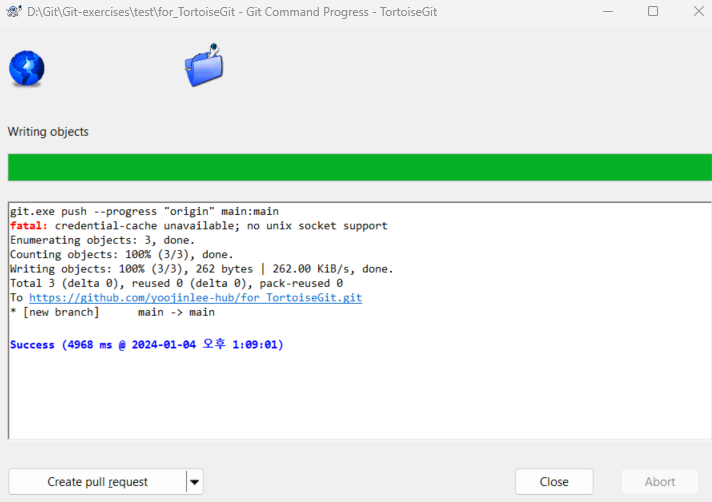 D:\Git\Git-exercises\test\for_TortoiseGit - Git Command Progress - TortoiseGit
Writing objects
git.exe push --progress "origin" main:main
fatal: credential-cache unavailable; no unix socket support
Enumerating objects: 3, done.
Counting objects: 100% (3/3), done.
Writing objects: 100% (3/3), 262 bytes | 262.00 KiB/s, done.
Total 3 (delta 0), reused 0 (delta 0), pack-reused 0
To https://github.com/yoojinlee-hub/for_TortoiseGit.git
* [new branch]      main -> main
Success (4968 ms @ 2024-01-04 오후 1:09:01)
Create pull request
Close
Abort